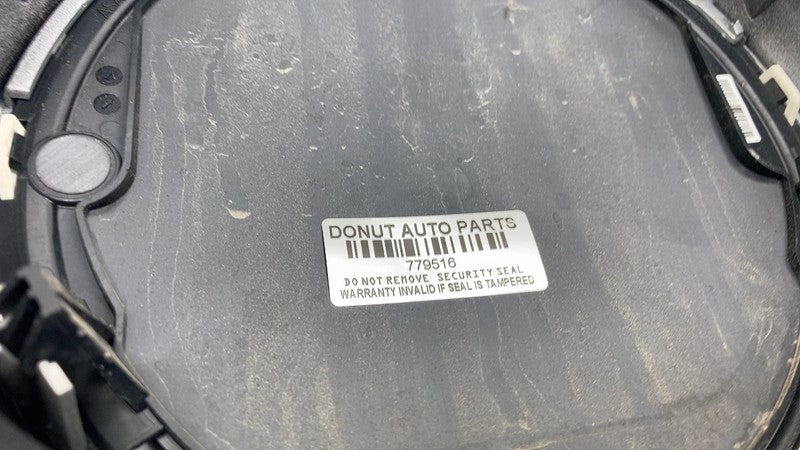 DONUT AUTO PARTS
779516
DO NOT REMOVE SECURITY SEAL
WARRANTY INVALID IF SEAL IS TAMPERED